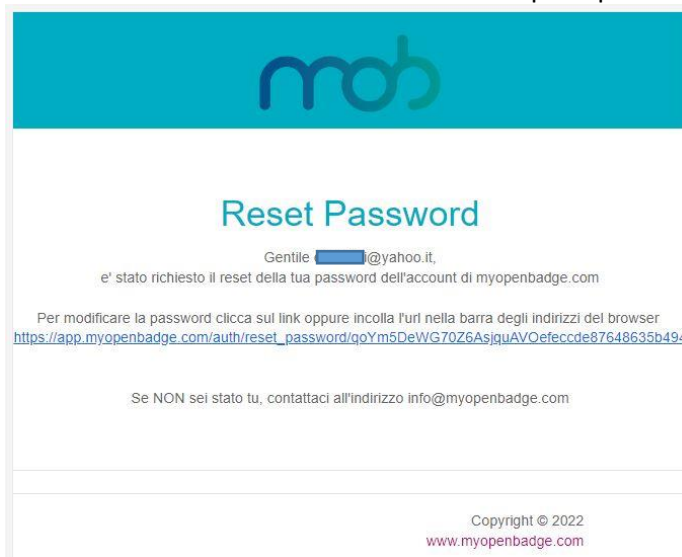 mob
Reset Password
Gentile i@yahoo.it,
e' stato richiesto il reset della tua password dell'account di myopenbadge.com
Per modificare la password clicca sul link oppure incolla l'url nella barra degli indirizzi del browser
https://app.myopenbadge.com/auth/reset_password/qoYm5DeWG70Z6AsjquAVOefeccde87648635b494
Se NON sei stato tu, contattaci all'indirizzo info@myopenbadge.com
Copyright © 2022
www.myopenbadge.com